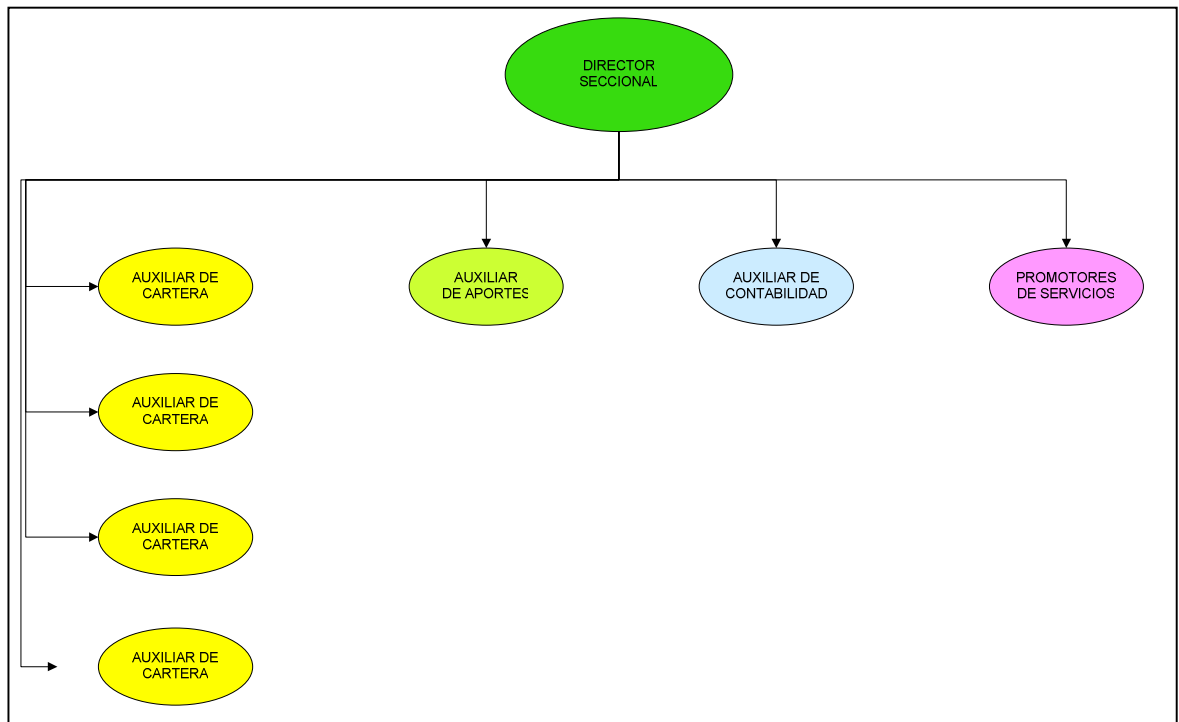 DIRECTOR
SECCIONAL
AUXILIAR DE
CARTERA
AUXILIAR
DE APORTES
AUXILIAR DE
CONTABILIDAD
PROMOTORES
DE SERVICIOS
AUXILIAR DE
CARTERA
AUXILIAR DE
CARTERA
AUXILIAR DE
CARTERA